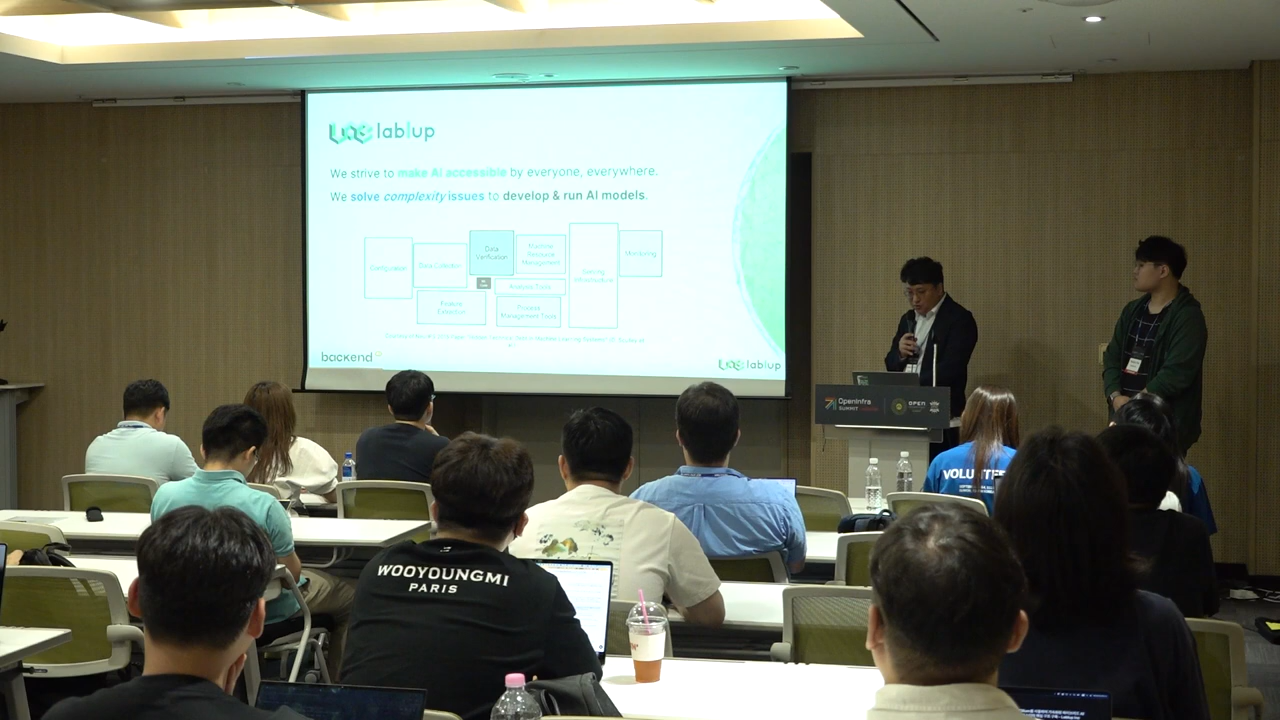 lablup
We strive to make AI accessible by everyone, everywhere.
We solve complexity issues to develop & run AI models.
Configuration
Data Collection
Data
Verification
Machine
Resource
Management
Monitoring
Serving
Infrastructure
Analysis Tools
Feature
Extraction
Process
Management Tools
backend
lablup
OpenInfra
SUMMIT
OPEN
VOLUNTE
WOOYOUNGMI
PARIS